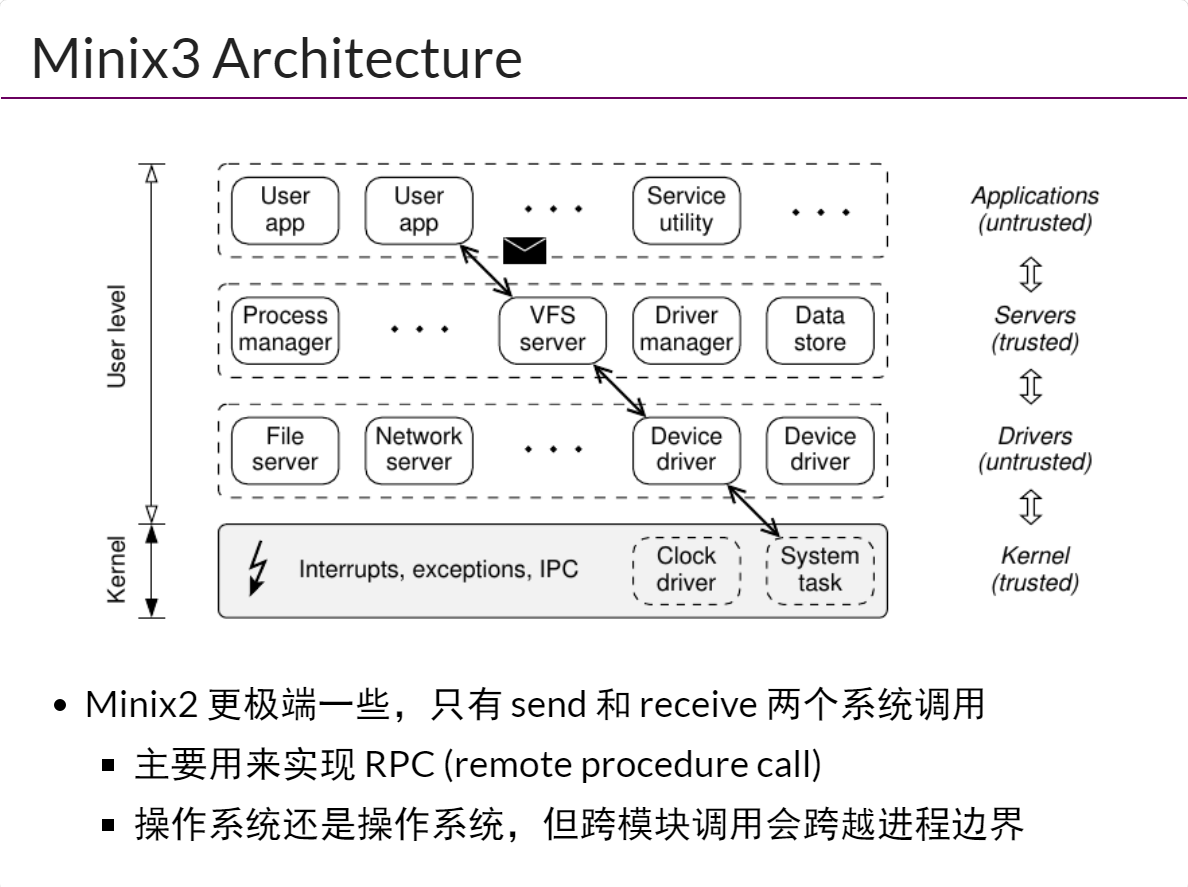 Minix3 Architecture
User app
User app
• • •
Service utility
• • •
Applications (untrusted)
User level
Process manager
• • •
VFS server
Driver manager
Data store
Servers (trusted)
File server
Network server
• • •
Device driver
Device driver
Drivers (untrusted)
Kernel
Interrupts, exceptions, IPC
Clock driver
System task
Kernel (trusted)
• Minix2 更极端一些，只有 send 和 receive 两个系统调用
▪ 主要用来实现 RPC (remote procedure call)
▪ 操作系统还是操作系统，但跨模块调用会跨越进程边界